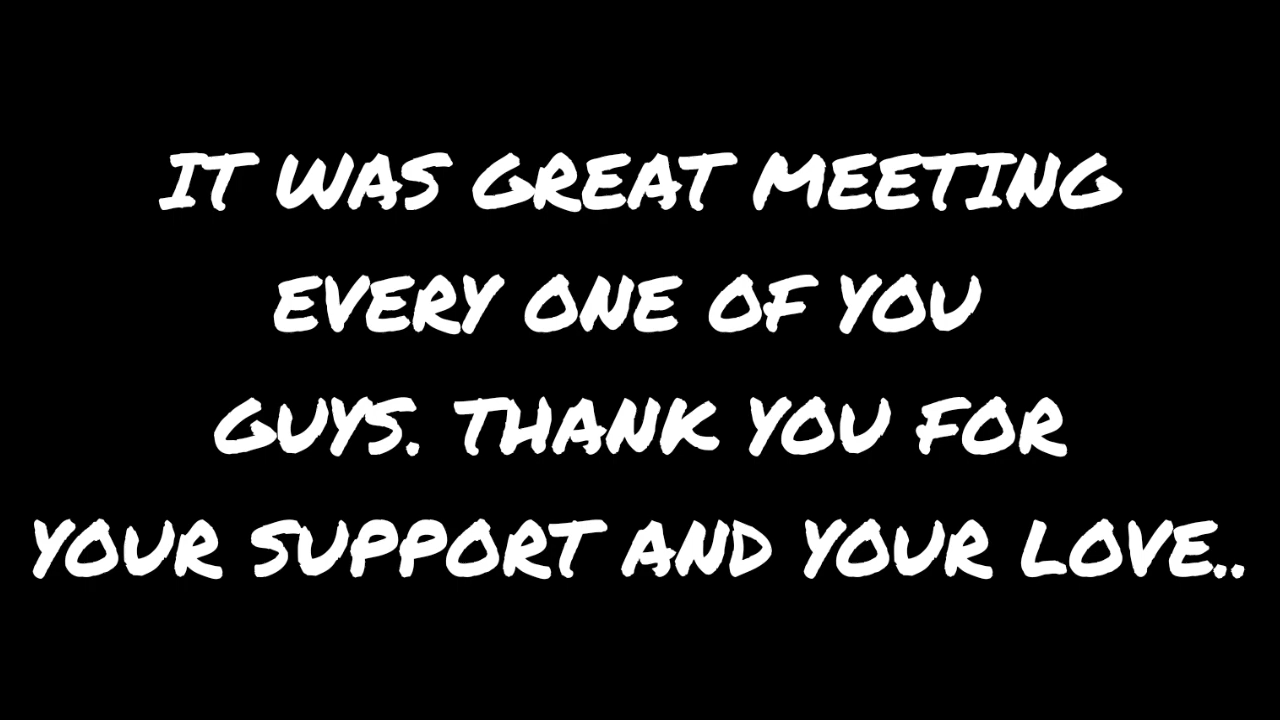 IT WAS GREAT MEETING
EVERY ONE OF YOU
GUYS. THANK YOU FOR
YOUR SUPPORT AND YOUR LOVE..